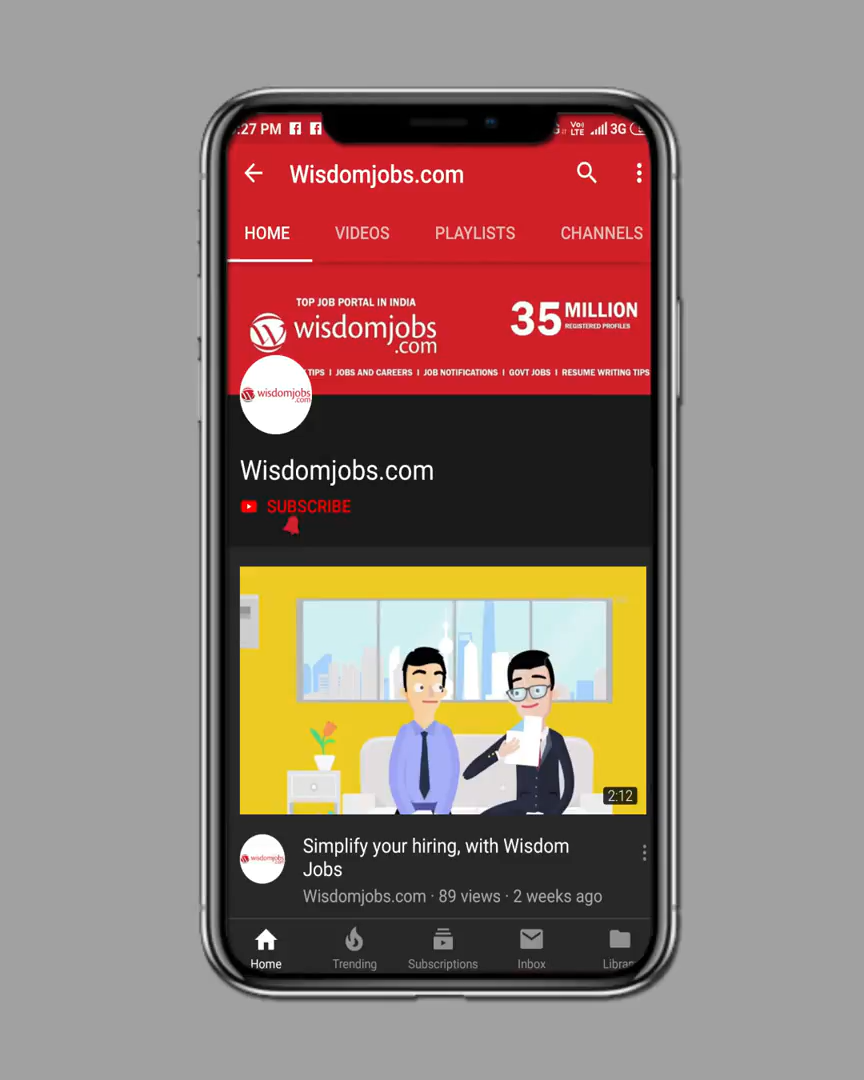 :27 PM
Vo) LTE 3G
Wisdomjobs.com
HOME VIDEOS PLAYLISTS CHANNELS
TOP JOB PORTAL IN INDIA
wisdomjobs
.com
35 MILLION
REGISTERED PROFILES
TIPS I JOBS AND CAREERS I JOB NOTIFICATIONS I GOVT JOBS I RESUME WRITING TIPS
wisdomjobs
.com
Wisdomjobs.com
SUBSCRIBE
2:12
wisdomjobs
.com
Simplify your hiring, with Wisdom
Jobs
Wisdomjobs.com · 89 views · 2 weeks ago
Home Trending Subscriptions Inbox Librar